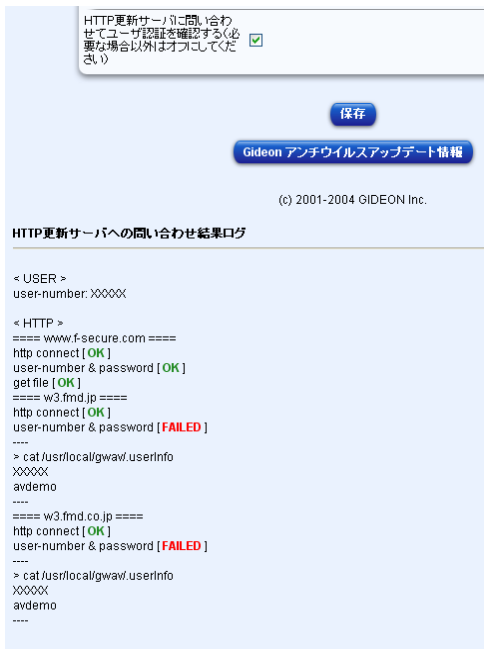 HTTP更新サーバに問い合わ
せてユーザ認証を確認する(必
要な場合以外はオフにしてくだ
さい)
保存
Gideon アンチウイルスアップデート情報
(c) 2001-2004 GIDEON Inc.
HTTP更新サーバへの問い合わせ結果ログ
< USER >
user-number: XXXXX
< HTTP >
==== www.f-secure.com ====
http connect [ OK ]
user-number & password [ OK ]
get file [ OK ]
==== w3.fmd.jp ====
http connect [ OK ]
user-number & password [ FAILED ]
----
> cat /usr/local/gwav/.userInfo
XXXXX
avdemo
----
==== w3.fmd.co.jp ====
http connect [ OK ]
user-number & password [ FAILED ]
----
> cat /usr/local/gwav/.userInfo
XXXXX
avdemo
----